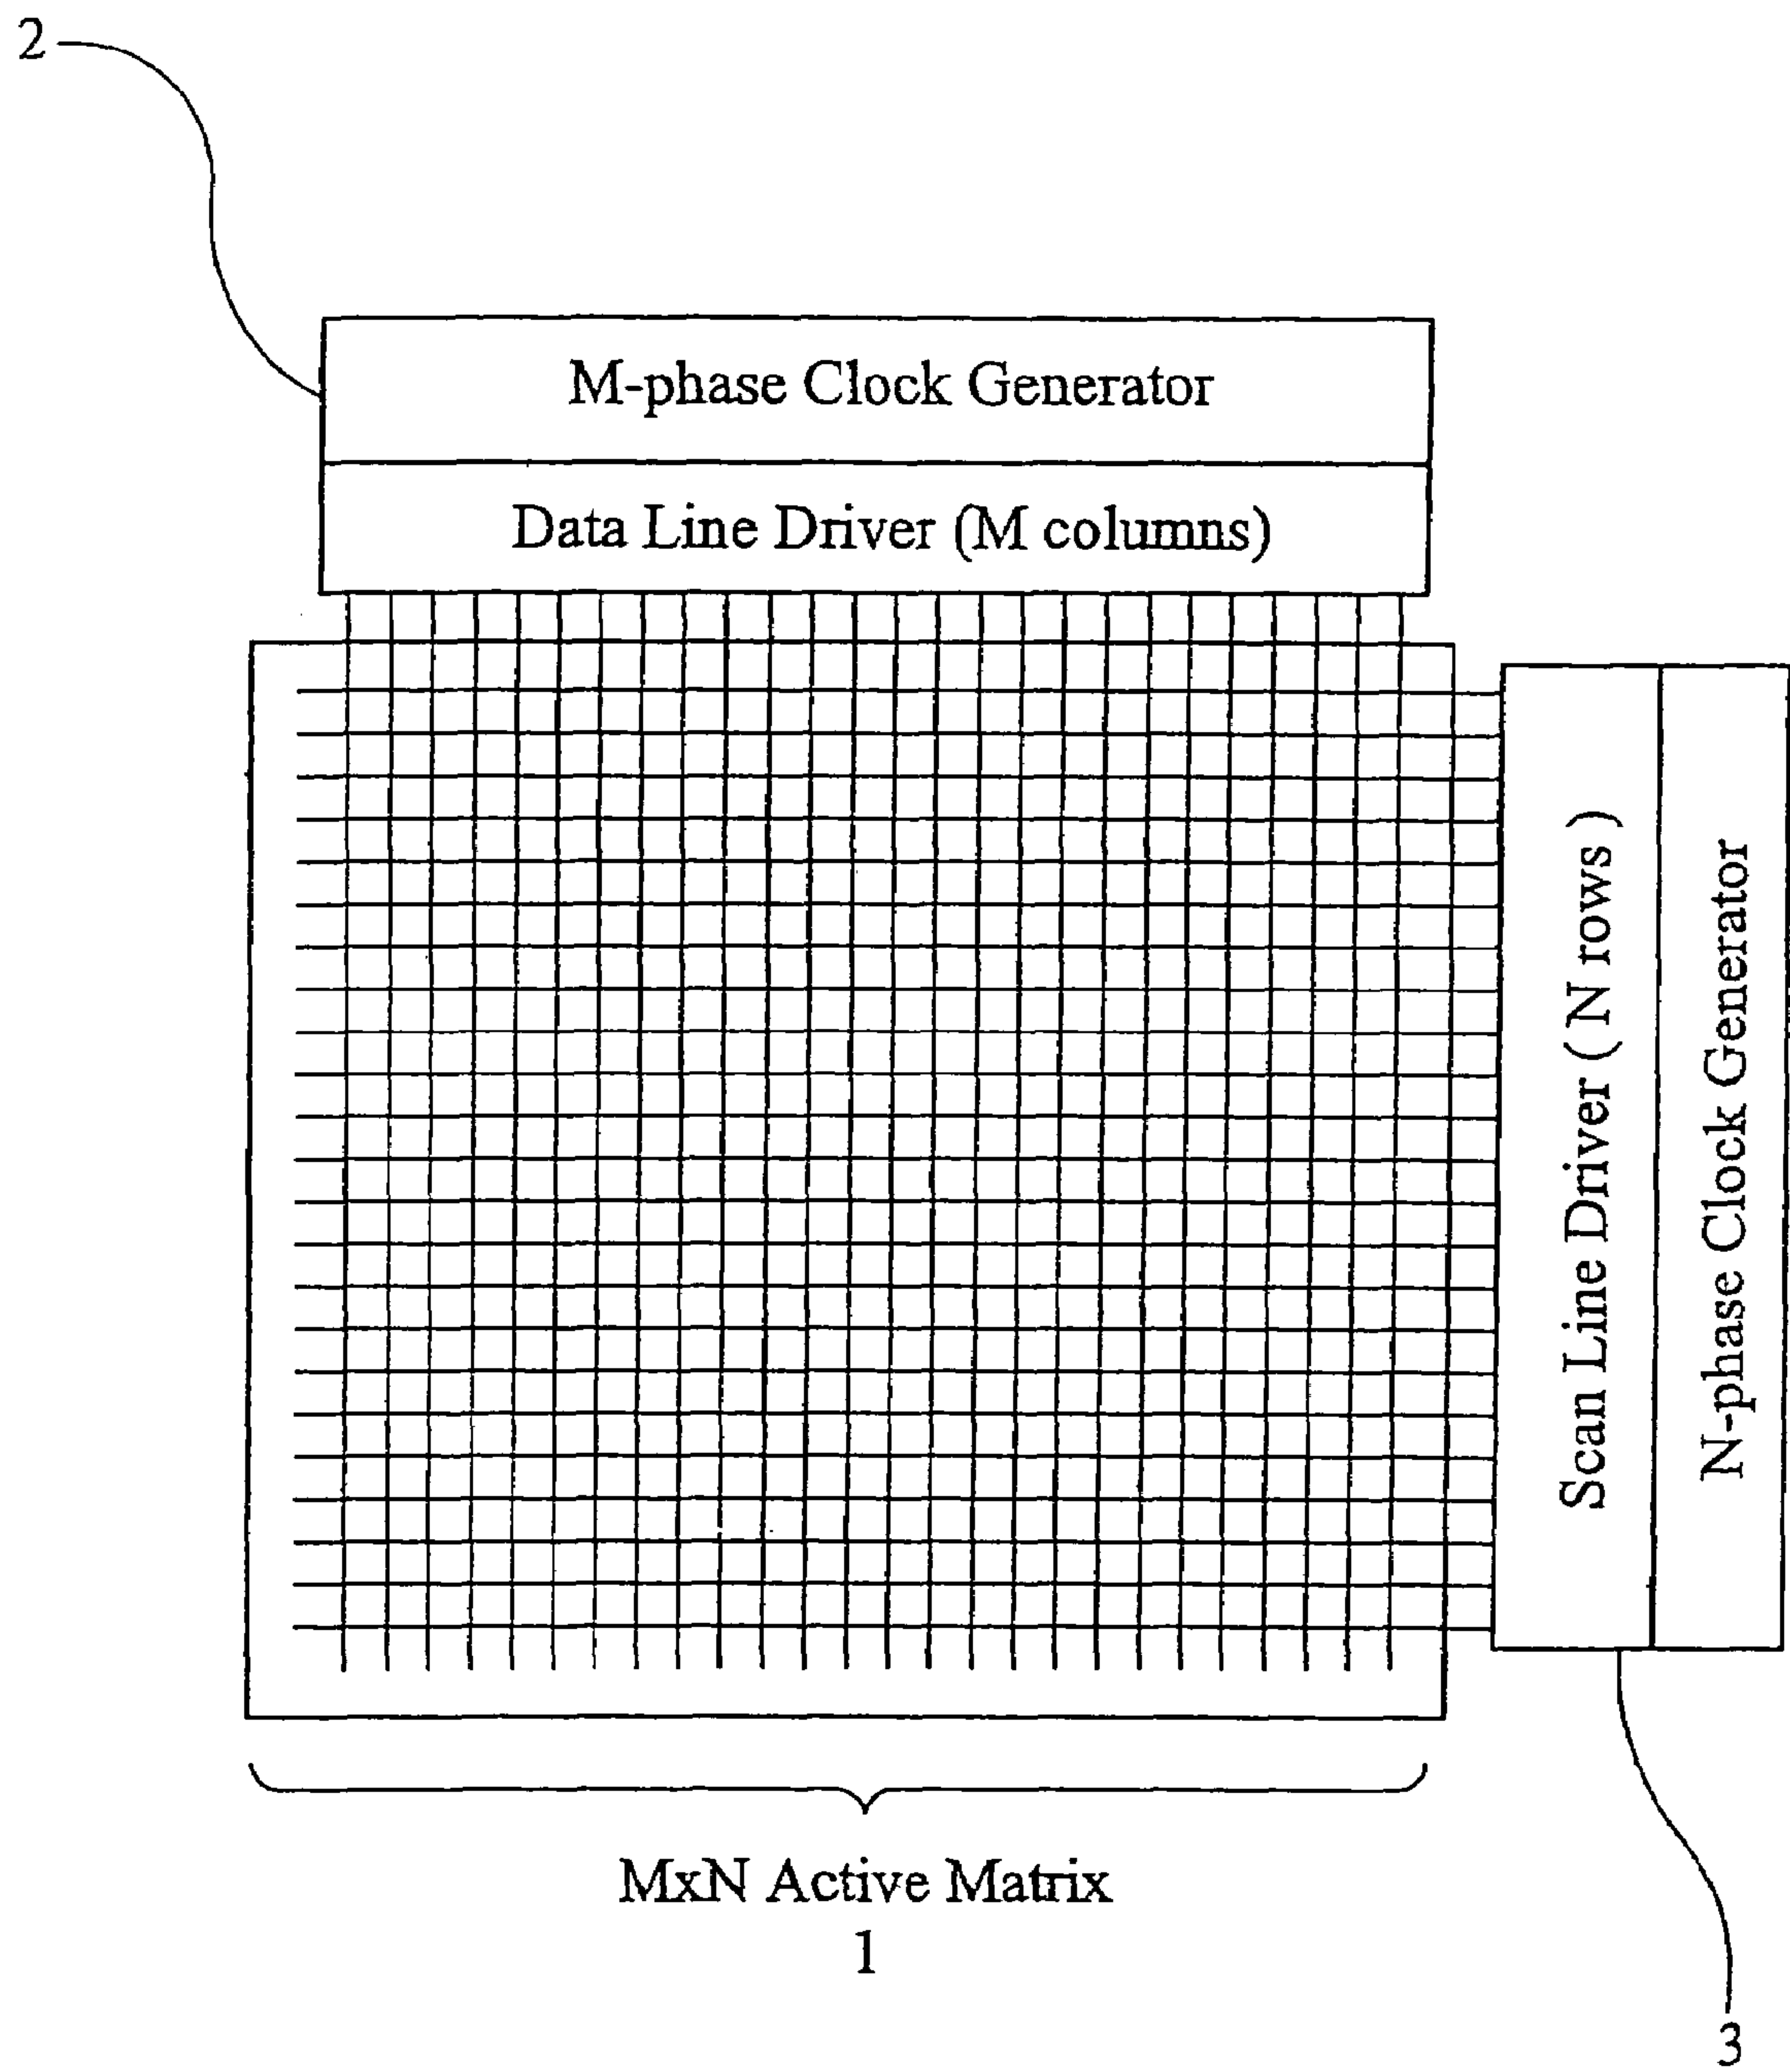 2
M-phase Clock Generator
Data Line Driver (M columns)
Scan Line Driver ( N rows )
N-phase Clock Generator
MxN Active Matrix
1
3